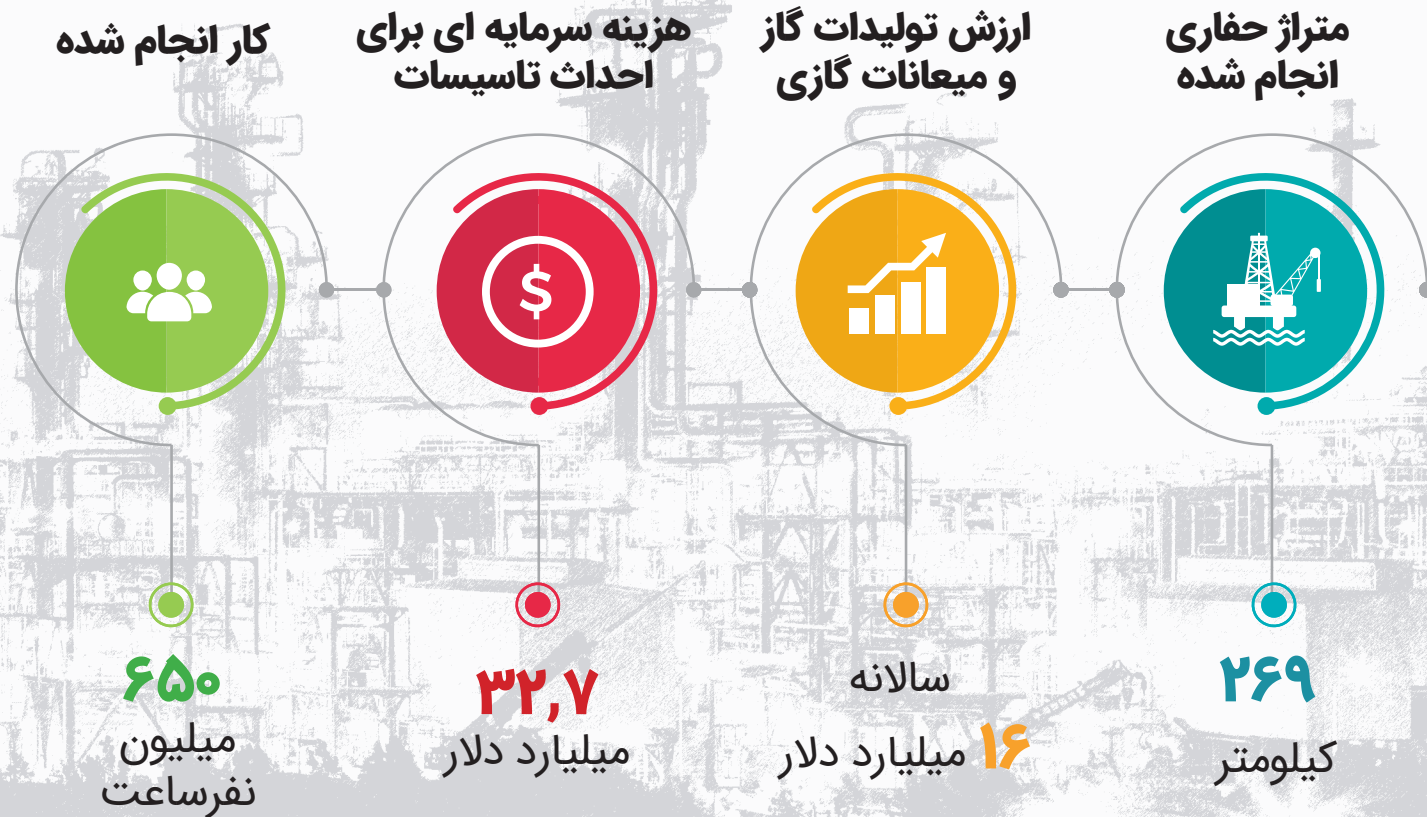 متراژ حفاری
انجام شده
۲۶۹
کیلومتر
ارزش تولیدات گاز
و میعانات گازی
سالانه
۱۶ میلیارد دلار
هزینه سرمایه ای برای
احداث تاسیسات
$
۳۲,۷
میلیارد دلار
کار انجام شده
۶۵۰
میلیون
نفرساعت